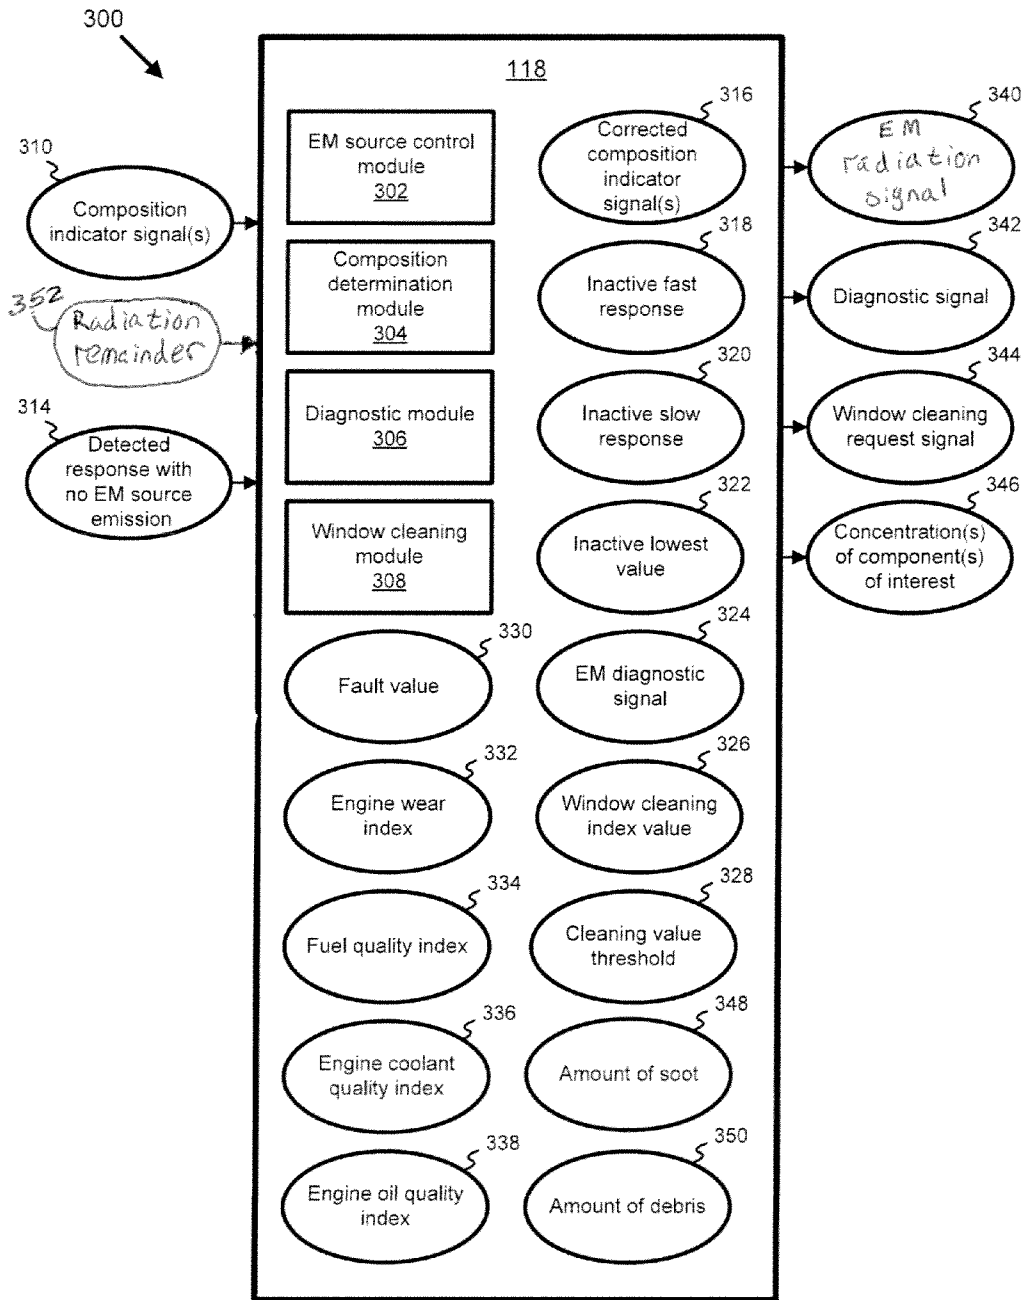 300
118
310
Composition
indicator signal(s)
352
Radiation
remainder
314
Detected
response with
no EM source
emission
EM source control
module
302
Composition
determination
module
304
Diagnostic module
306
Window cleaning
module
308
330
Fault value
332
Engine wear
index
334
Fuel quality index
336
Engine coolant
quality index
338
Engine oil quality
index
316
Corrected
composition
indicator
signal(s)
318
Inactive fast
response
320
Inactive slow
response
322
Inactive lowest
value
324
EM diagnostic
signal
326
Window cleaning
index value
328
Cleaning value
threshold
348
Amount of soot
350
Amount of debris
340
EM
radiation
signal
342
Diagnostic signal
344
Window cleaning
request signal
346
Concentration(s)
of component(s)
of interest